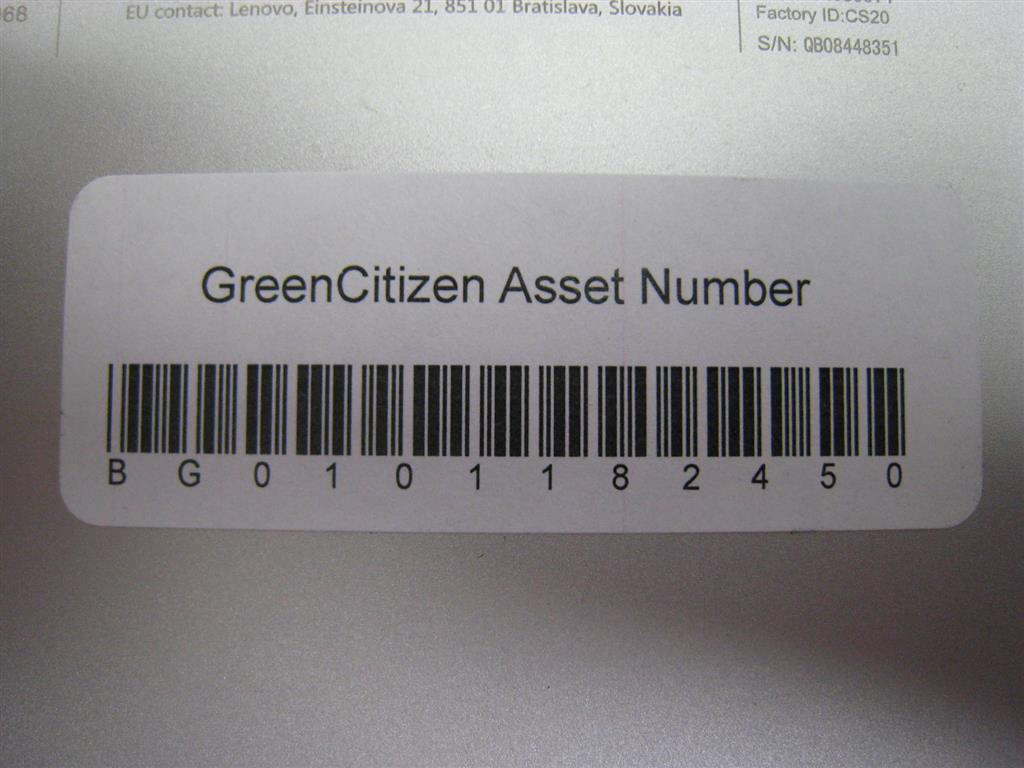 968
EU contact: Lenovo, Einsteinova 21, 851 01 Bratislava, Slovakia
Factory ID:CS20
S/N: QB08448351
GreenCitizen Asset Number
B G 0 1 0 1 1 8 2 4 5 0